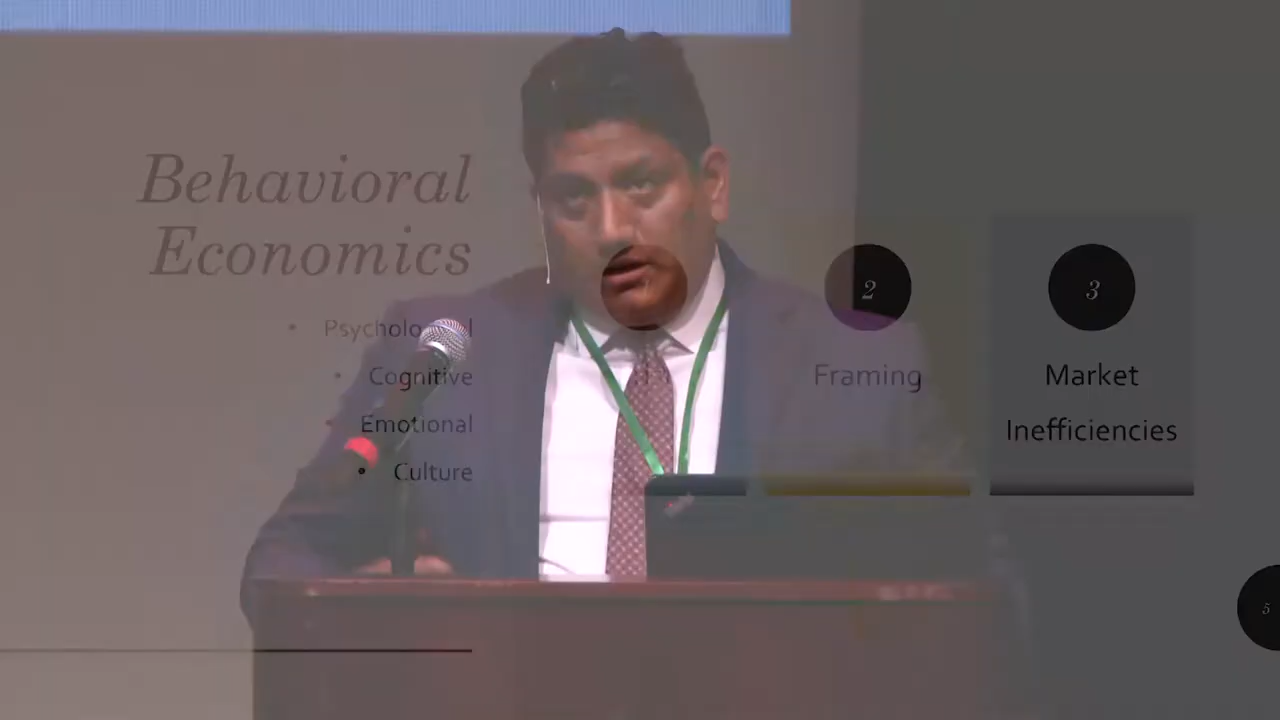 Behavioral
Economics
Cognitive
Emotional
Culture
2
Framing
3
Market
Inefficiencies
5